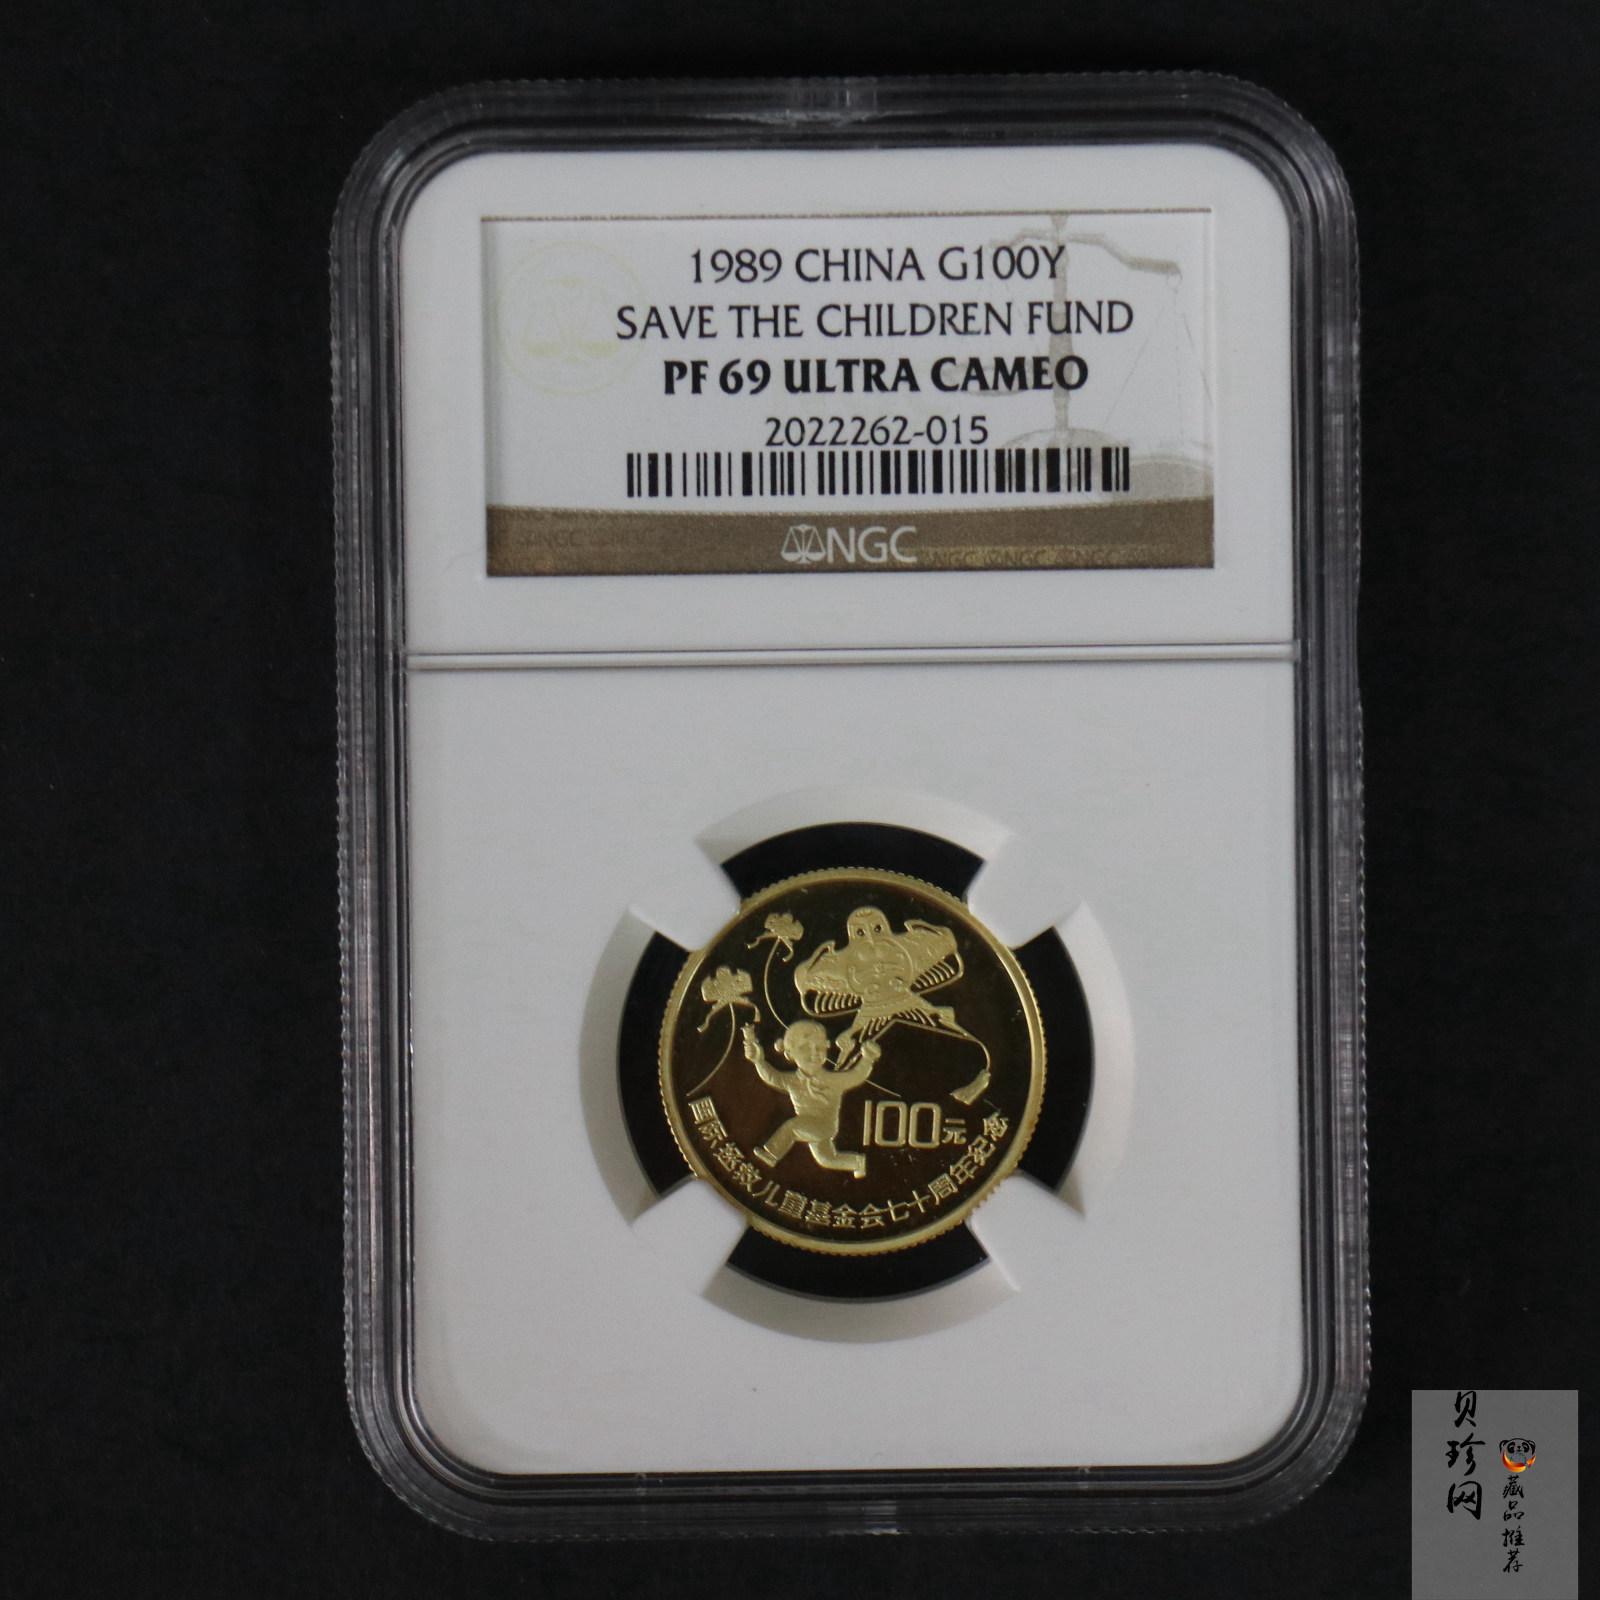 1989 CHINA G100Y
SAVE THE CHILDREN FUND
PF 69 ULTRA CAMEO
2022262-015
NGC
100元
国际拯救儿童基金会七十周年纪念
贝珍网
藏品推荐